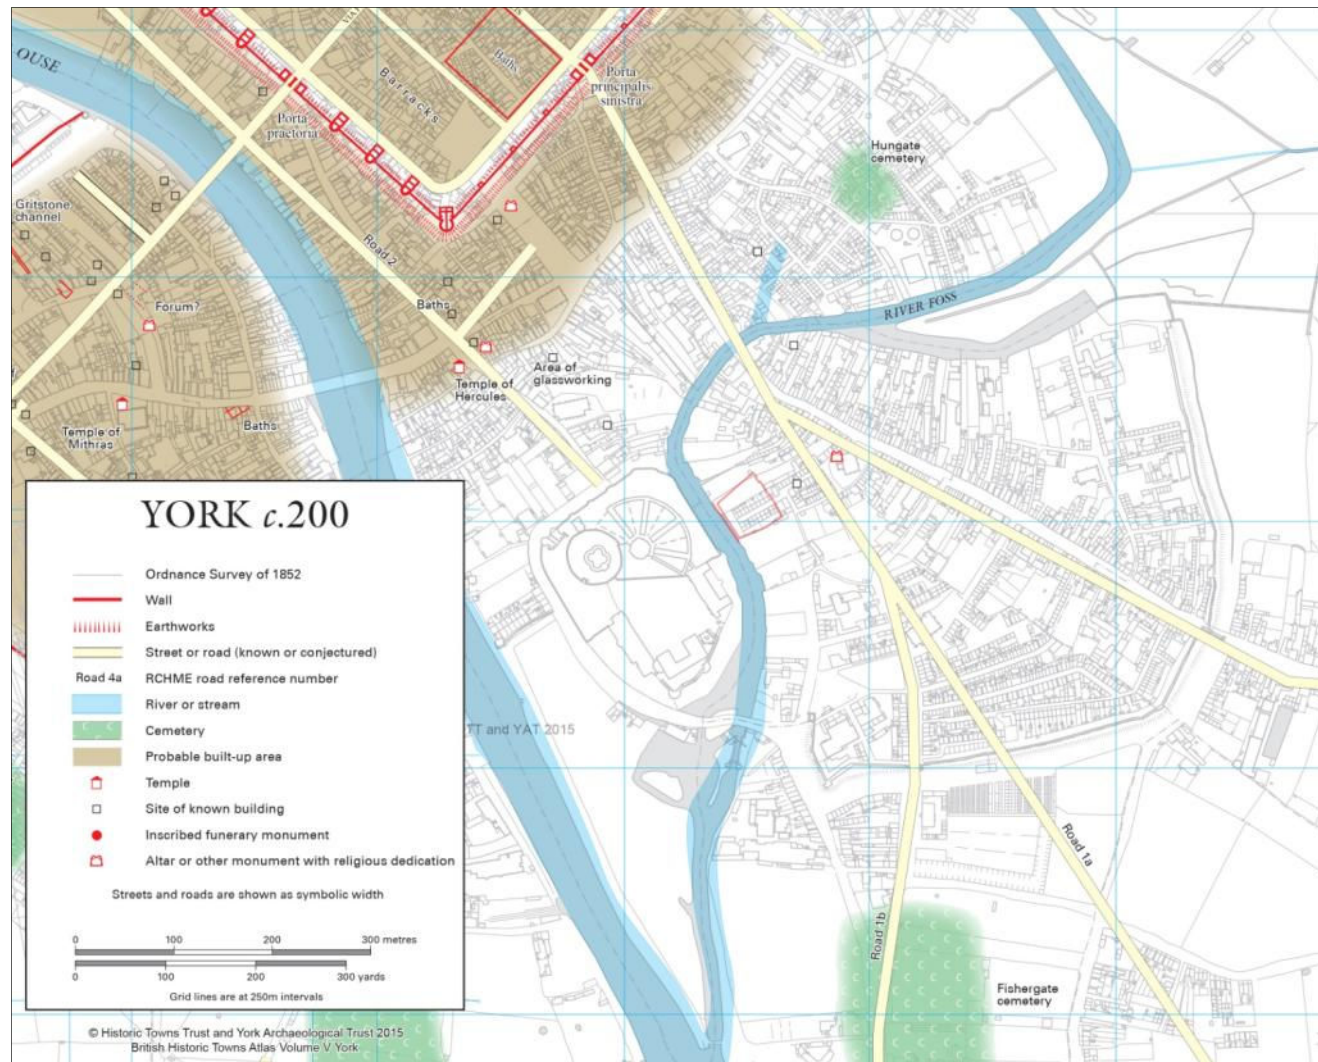 OUSE
Baths
Barracks
Porta
principalis
sinistra
Porta
praetoria
Hungate
cemetery
Gritstone
channel
Road 2
Forum?
Baths
RIVER FOSS
Area of
glassworking
Temple of
Hercules
Temple of
Mithras
Baths
YORK c.200
Ordnance Survey of 1852
Wall
Earthworks
Street or road (known or conjectured)
Road 4a RCHME road reference number
River or stream
Cemetery
Probable built-up area
Temple
Site of known building
Inscribed funerary monument
Altar or other monument with religious dedication
Streets and roads are shown as symbolic width
0 100 200 300 metres
0 100 200 300 yards
Grid lines are at 250m intervals
TT and YAT 2015
Road 1a
Road 1b
Fishergate
cemetery
© Historic Towns Trust and York Archaeological Trust 2015
British Historic Towns Atlas Volume V York